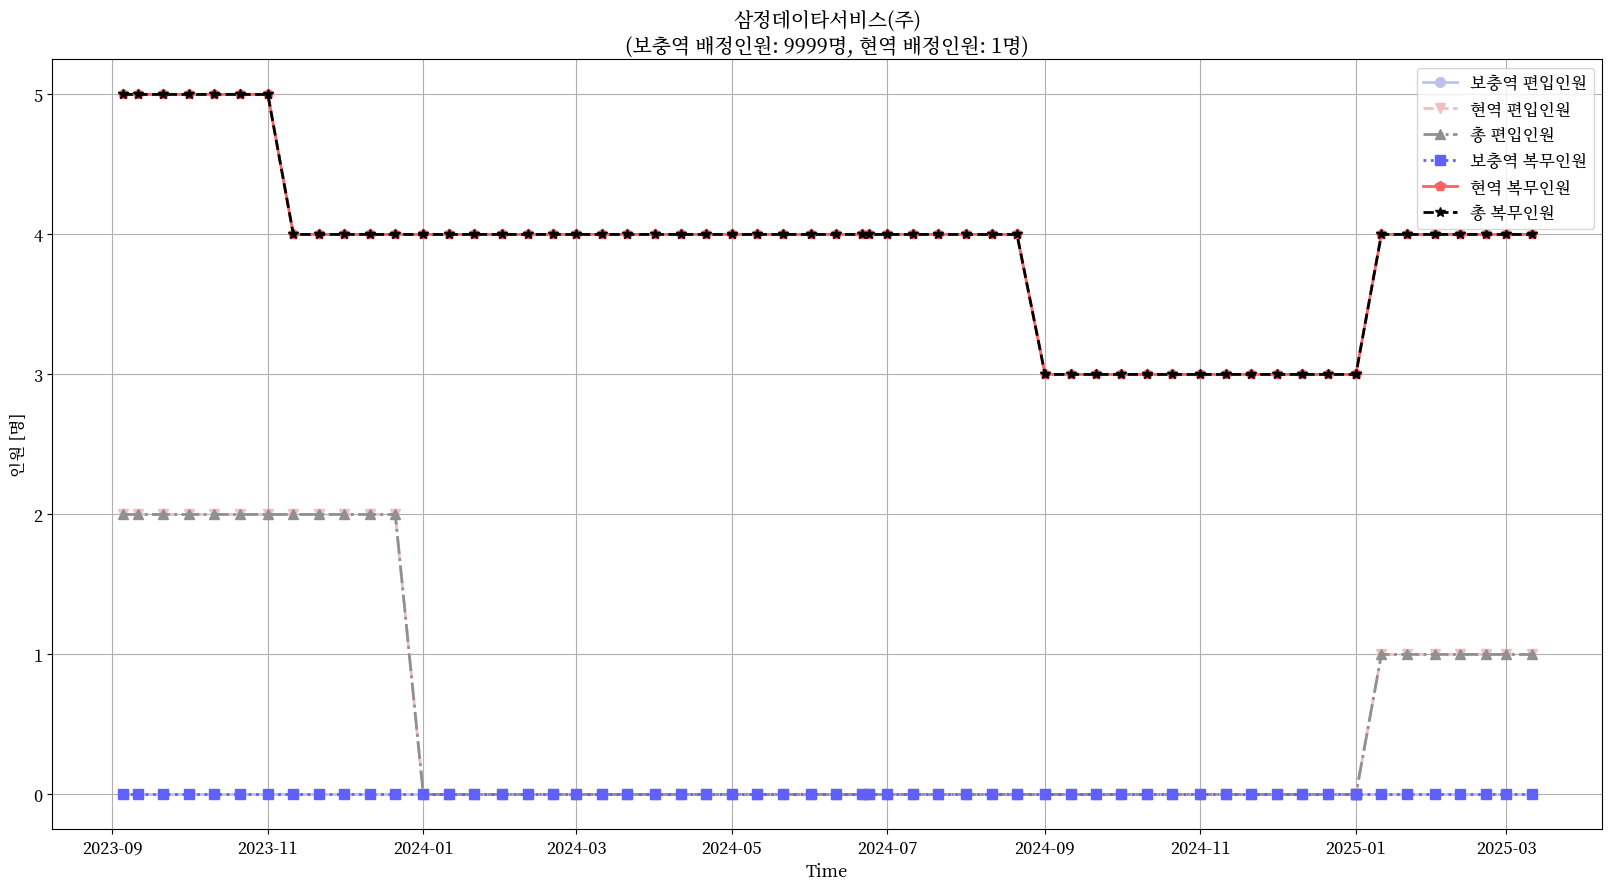 삼정데이타서비스(주)
(보충역 배정인원: 9999명, 현역 배정인원: 1명)
보충역 편입인원
현역 편입인원
총 편입인원
보충역 복무인원
현역 복무인원
총 복무인원
인원 [명]
5
4
3
2
1
0
2023-09
2023-11
2024-01
2024-03
2024-05
2024-07
2024-09
2024-11
2025-01
2025-03
Time